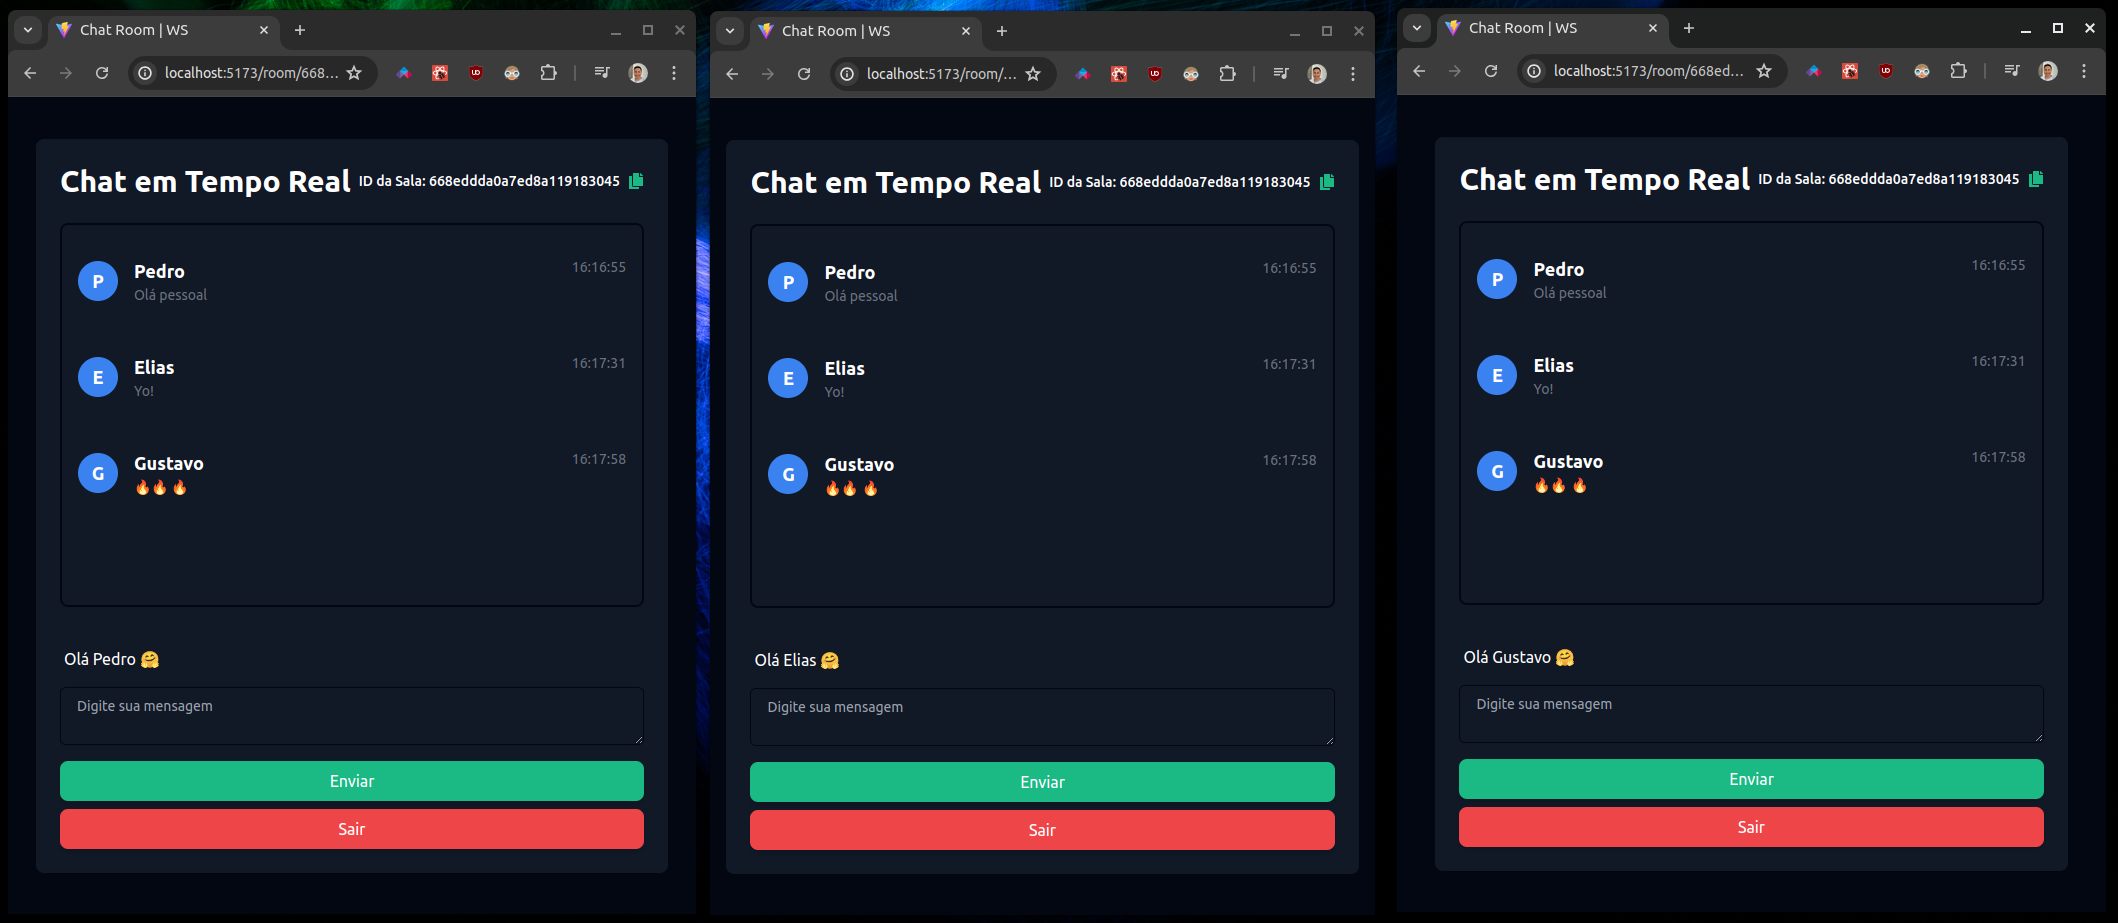 Chat Room | WS
localhost:5173/room/668...
Chat em Tempo Real ID da Sala: 668eddda0a7ed8a119183045
P Pedro 16:16:55
Olá pessoal
E Elias 16:17:31
Yo!
G Gustavo 16:17:58
🔥🔥 🔥
Olá Pedro 🤗
Digite sua mensagem
Enviar
Sair
Chat Room | WS
localhost:5173/room/...
Chat em Tempo Real ID da Sala: 668eddda0a7ed8a119183045
P Pedro 16:16:55
Olá pessoal
E Elias 16:17:31
Yo!
G Gustavo 16:17:58
🔥🔥 🔥
Olá Elias 🤗
Digite sua mensagem
Enviar
Sair
Chat Room | WS
localhost:5173/room/668ed...
Chat em Tempo Real ID da Sala: 668eddda0a7ed8a119183045
P Pedro 16:16:55
Olá pessoal
E Elias 16:17:31
Yo!
G Gustavo 16:17:58
🔥🔥 🔥
Olá Gustavo 🤗
Digite sua mensagem
Enviar
Sair